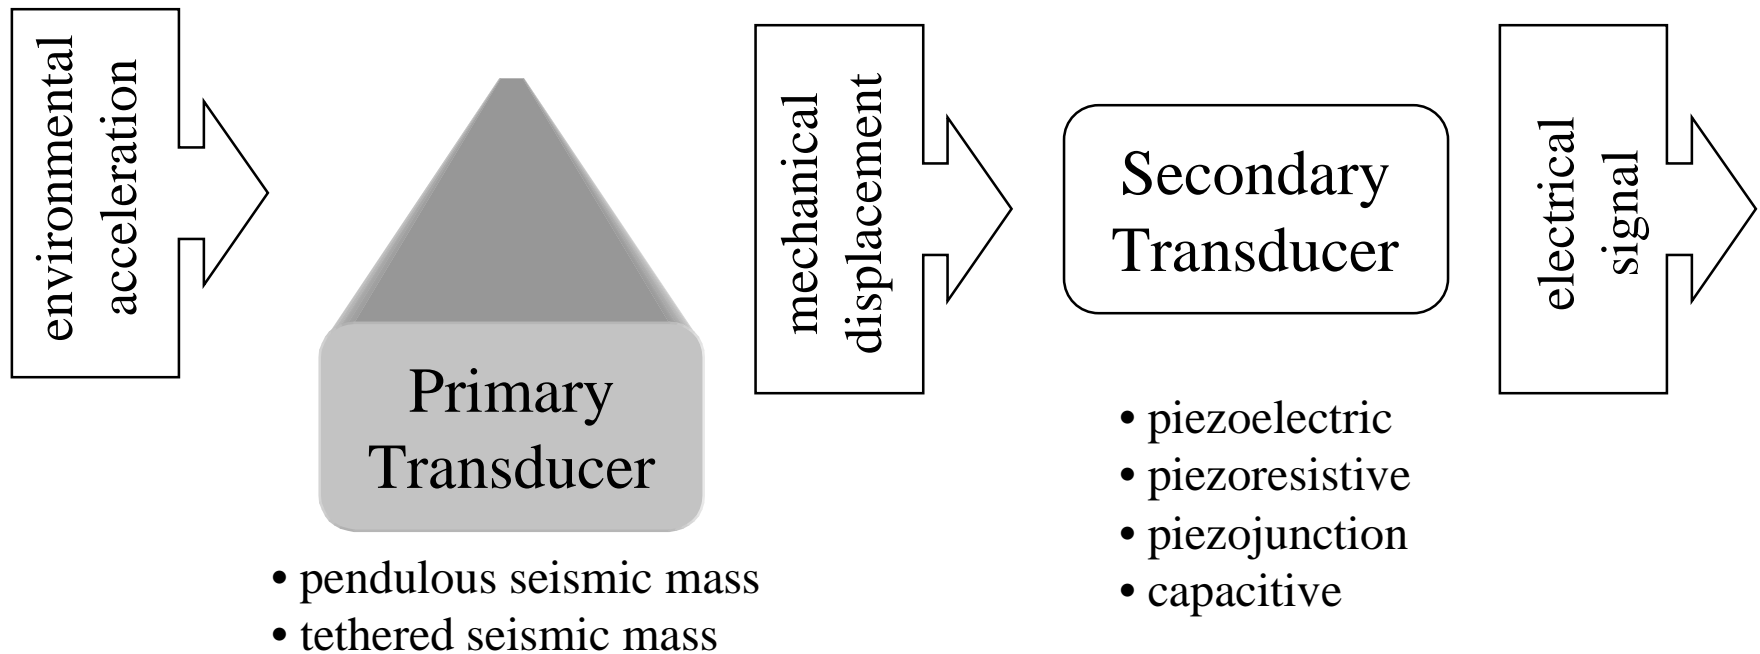 environmental
acceleration
Primary
Transducer
• pendulous seismic mass
• tethered seismic mass
mechanical
displacement
Secondary
Transducer
• piezoelectric
• piezoresistive
• piezojunction
• capacitive
electrical
signal